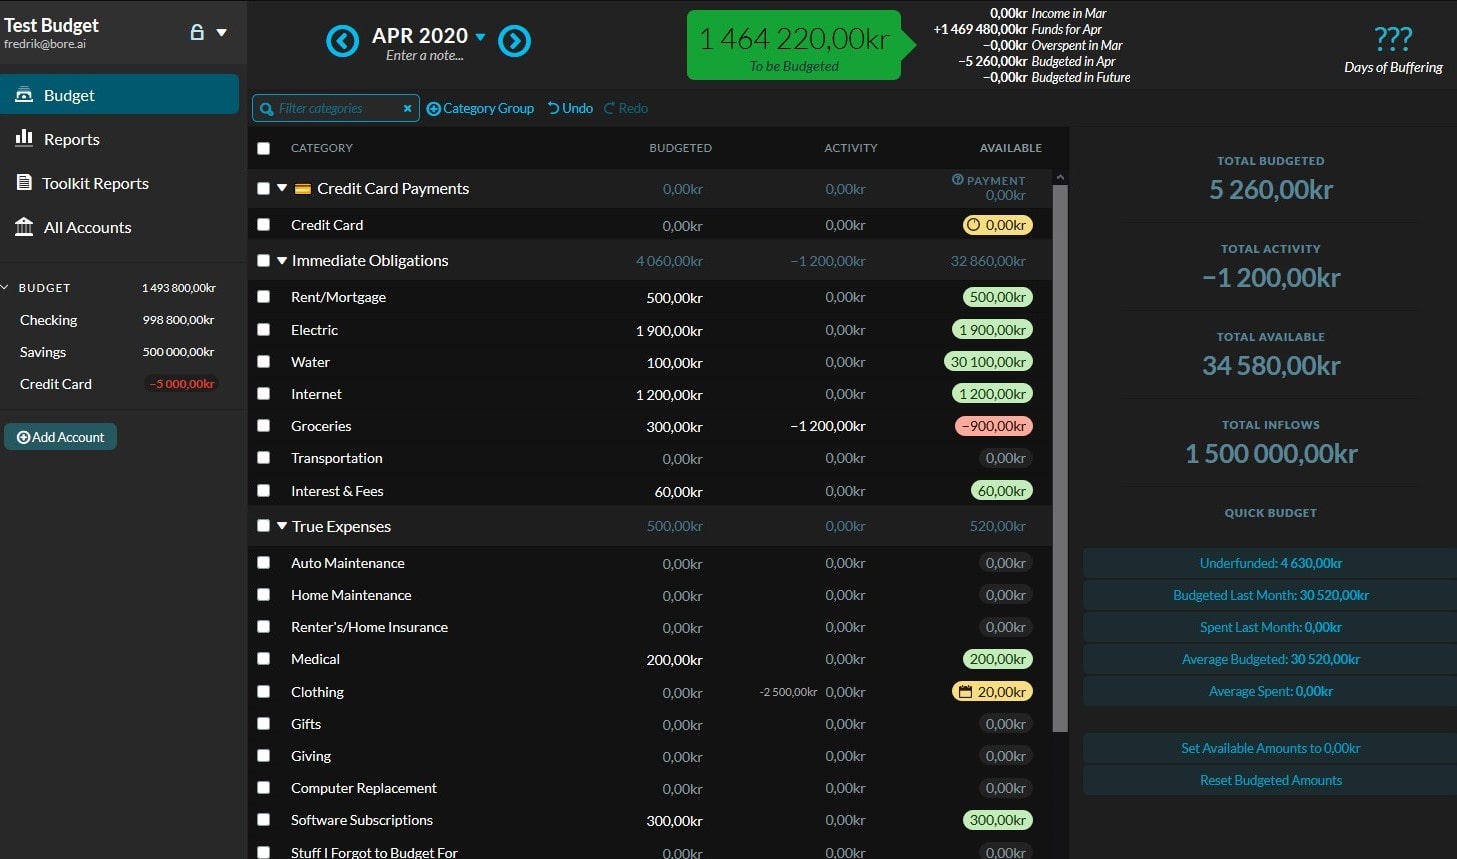 Test Budget
fredrik@bore.ai
Budget
Reports
Toolkit Reports
All Accounts
BUDGET 1 493 800,00kr
Checking 998 800,00kr
Savings 500 000,00kr
Credit Card −5 000,00kr
Add Account
APR 2020
Enter a note...
1 464 220,00kr
To be Budgeted
0,00kr Income in Mar
+1 469 480,00kr Funds for Apr
−0,00kr Overspent in Mar
−5 260,00kr Budgeted in Apr
−0,00kr Budgeted in Future
???
Days of Buffering
Filter categories × Category Group Undo Redo
CATEGORY BUDGETED ACTIVITY AVAILABLE
Credit Card Payments 0,00kr 0,00kr PAYMENT 0,00kr
Credit Card 0,00kr 0,00kr 0,00kr
Immediate Obligations 4 060,00kr −1 200,00kr 32 860,00kr
Rent/Mortgage 500,00kr 0,00kr 500,00kr
Electric 1 900,00kr 0,00kr 1 900,00kr
Water 100,00kr 0,00kr 30 100,00kr
Internet 1 200,00kr 0,00kr 1 200,00kr
Groceries 300,00kr −1 200,00kr −900,00kr
Transportation 0,00kr 0,00kr 0,00kr
Interest & Fees 60,00kr 0,00kr 60,00kr
True Expenses 500,00kr 0,00kr 520,00kr
Auto Maintenance 0,00kr 0,00kr 0,00kr
Home Maintenance 0,00kr 0,00kr 0,00kr
Renter's/Home Insurance 0,00kr 0,00kr 0,00kr
Medical 200,00kr 0,00kr 200,00kr
Clothing 0,00kr -2 500,00kr 0,00kr 20,00kr
Gifts 0,00kr 0,00kr 0,00kr
Giving 0,00kr 0,00kr 0,00kr
Computer Replacement 0,00kr 0,00kr 0,00kr
Software Subscriptions 300,00kr 0,00kr 300,00kr
Stuff I Forgot to Budget For 0,00kr 0,00kr 0,00kr
TOTAL BUDGETED
5 260,00kr
TOTAL ACTIVITY
−1 200,00kr
TOTAL AVAILABLE
34 580,00kr
TOTAL INFLOWS
1 500 000,00kr
QUICK BUDGET
Underfunded: 4 630,00kr
Budgeted Last Month: 30 520,00kr
Spent Last Month: 0,00kr
Average Budgeted: 30 520,00kr
Average Spent: 0,00kr
Set Available Amounts to 0,00kr
Reset Budgeted Amounts